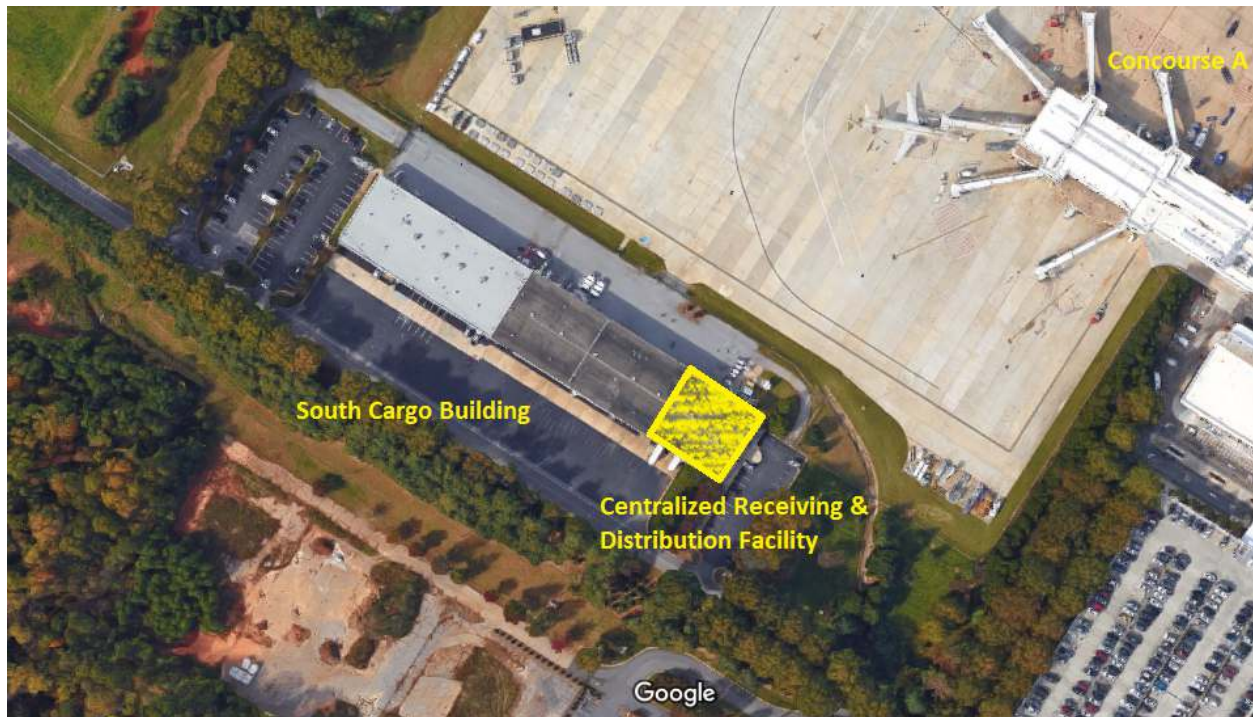 Concourse A
South Cargo Building
Centralized Receiving &
Distribution Facility
Google